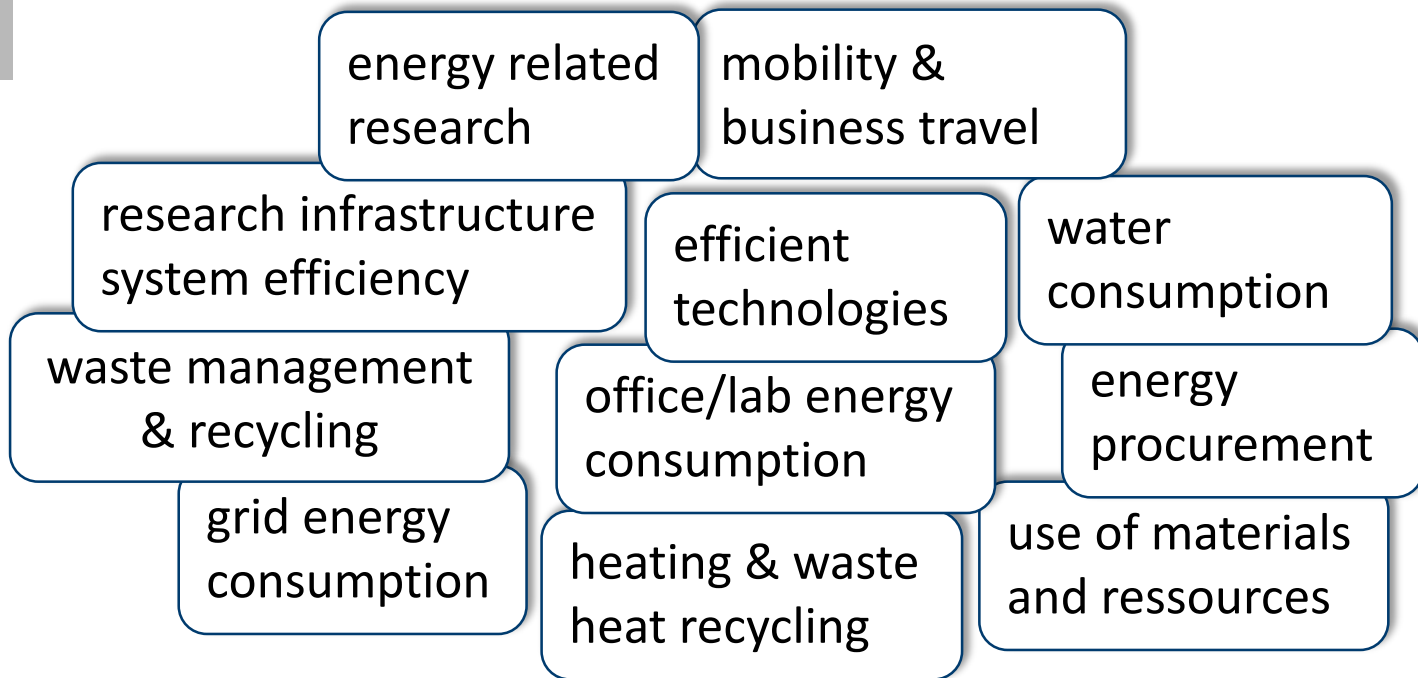 energy related
research
mobility &
business travel
research infrastructure
system efficiency
efficient
technologies
water
consumption
waste management
& recycling
office/lab energy
consumption
energy
procurement
grid energy
consumption
heating & waste
heat recycling
use of materials
and ressources